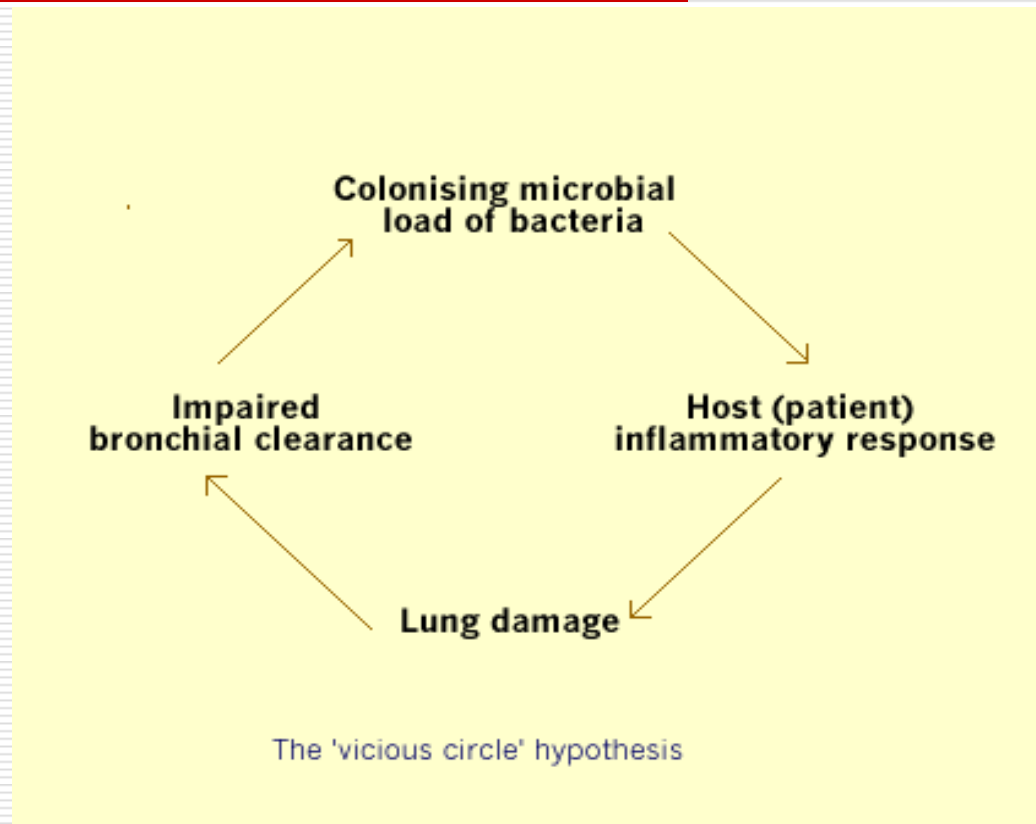 Colonising microbial
load of bacteria
Impaired
bronchial clearance
Host (patient)
inflammatory response
Lung damage
The 'vicious circle' hypothesis